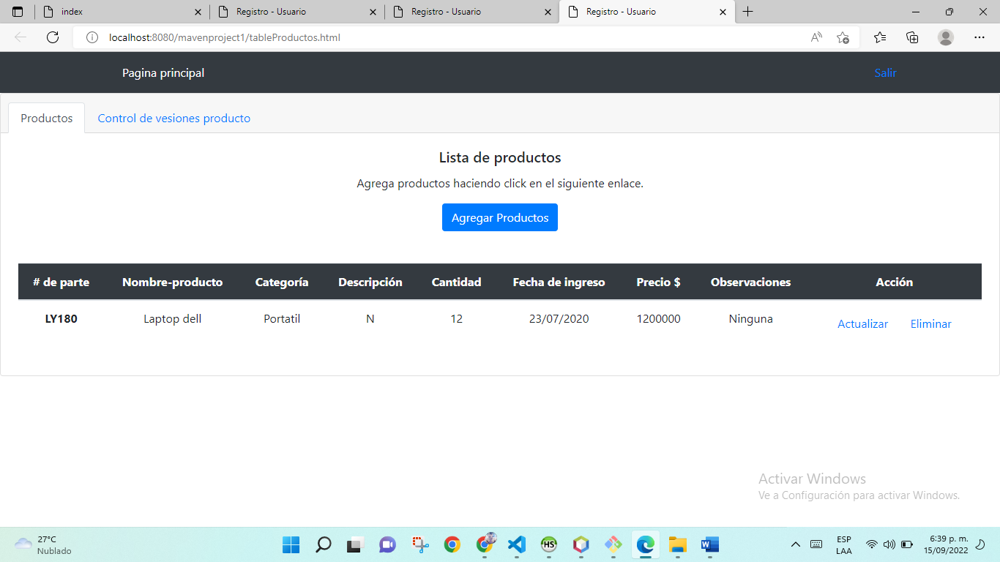 index
Registro - Usuario
Registro - Usuario
Registro - Usuario
localhost:8080/mavenproject1/tableProductos.html
Pagina principal
Salir
Productos
Control de vesiones producto
Lista de productos
Agrega productos haciendo click en el siguiente enlace.
Agregar Productos
# de parte Nombre-producto Categoría Descripción Cantidad Fecha de ingreso Precio $ Observaciones Acción
LY180 Laptop dell Portatil N 12 23/07/2020 1200000 Ninguna Actualizar Eliminar
Activar Windows
Ve a Configuración para activar Windows.
27°C
Nublado
HS
ESP
LAA
6:39 p. m.
15/09/2022